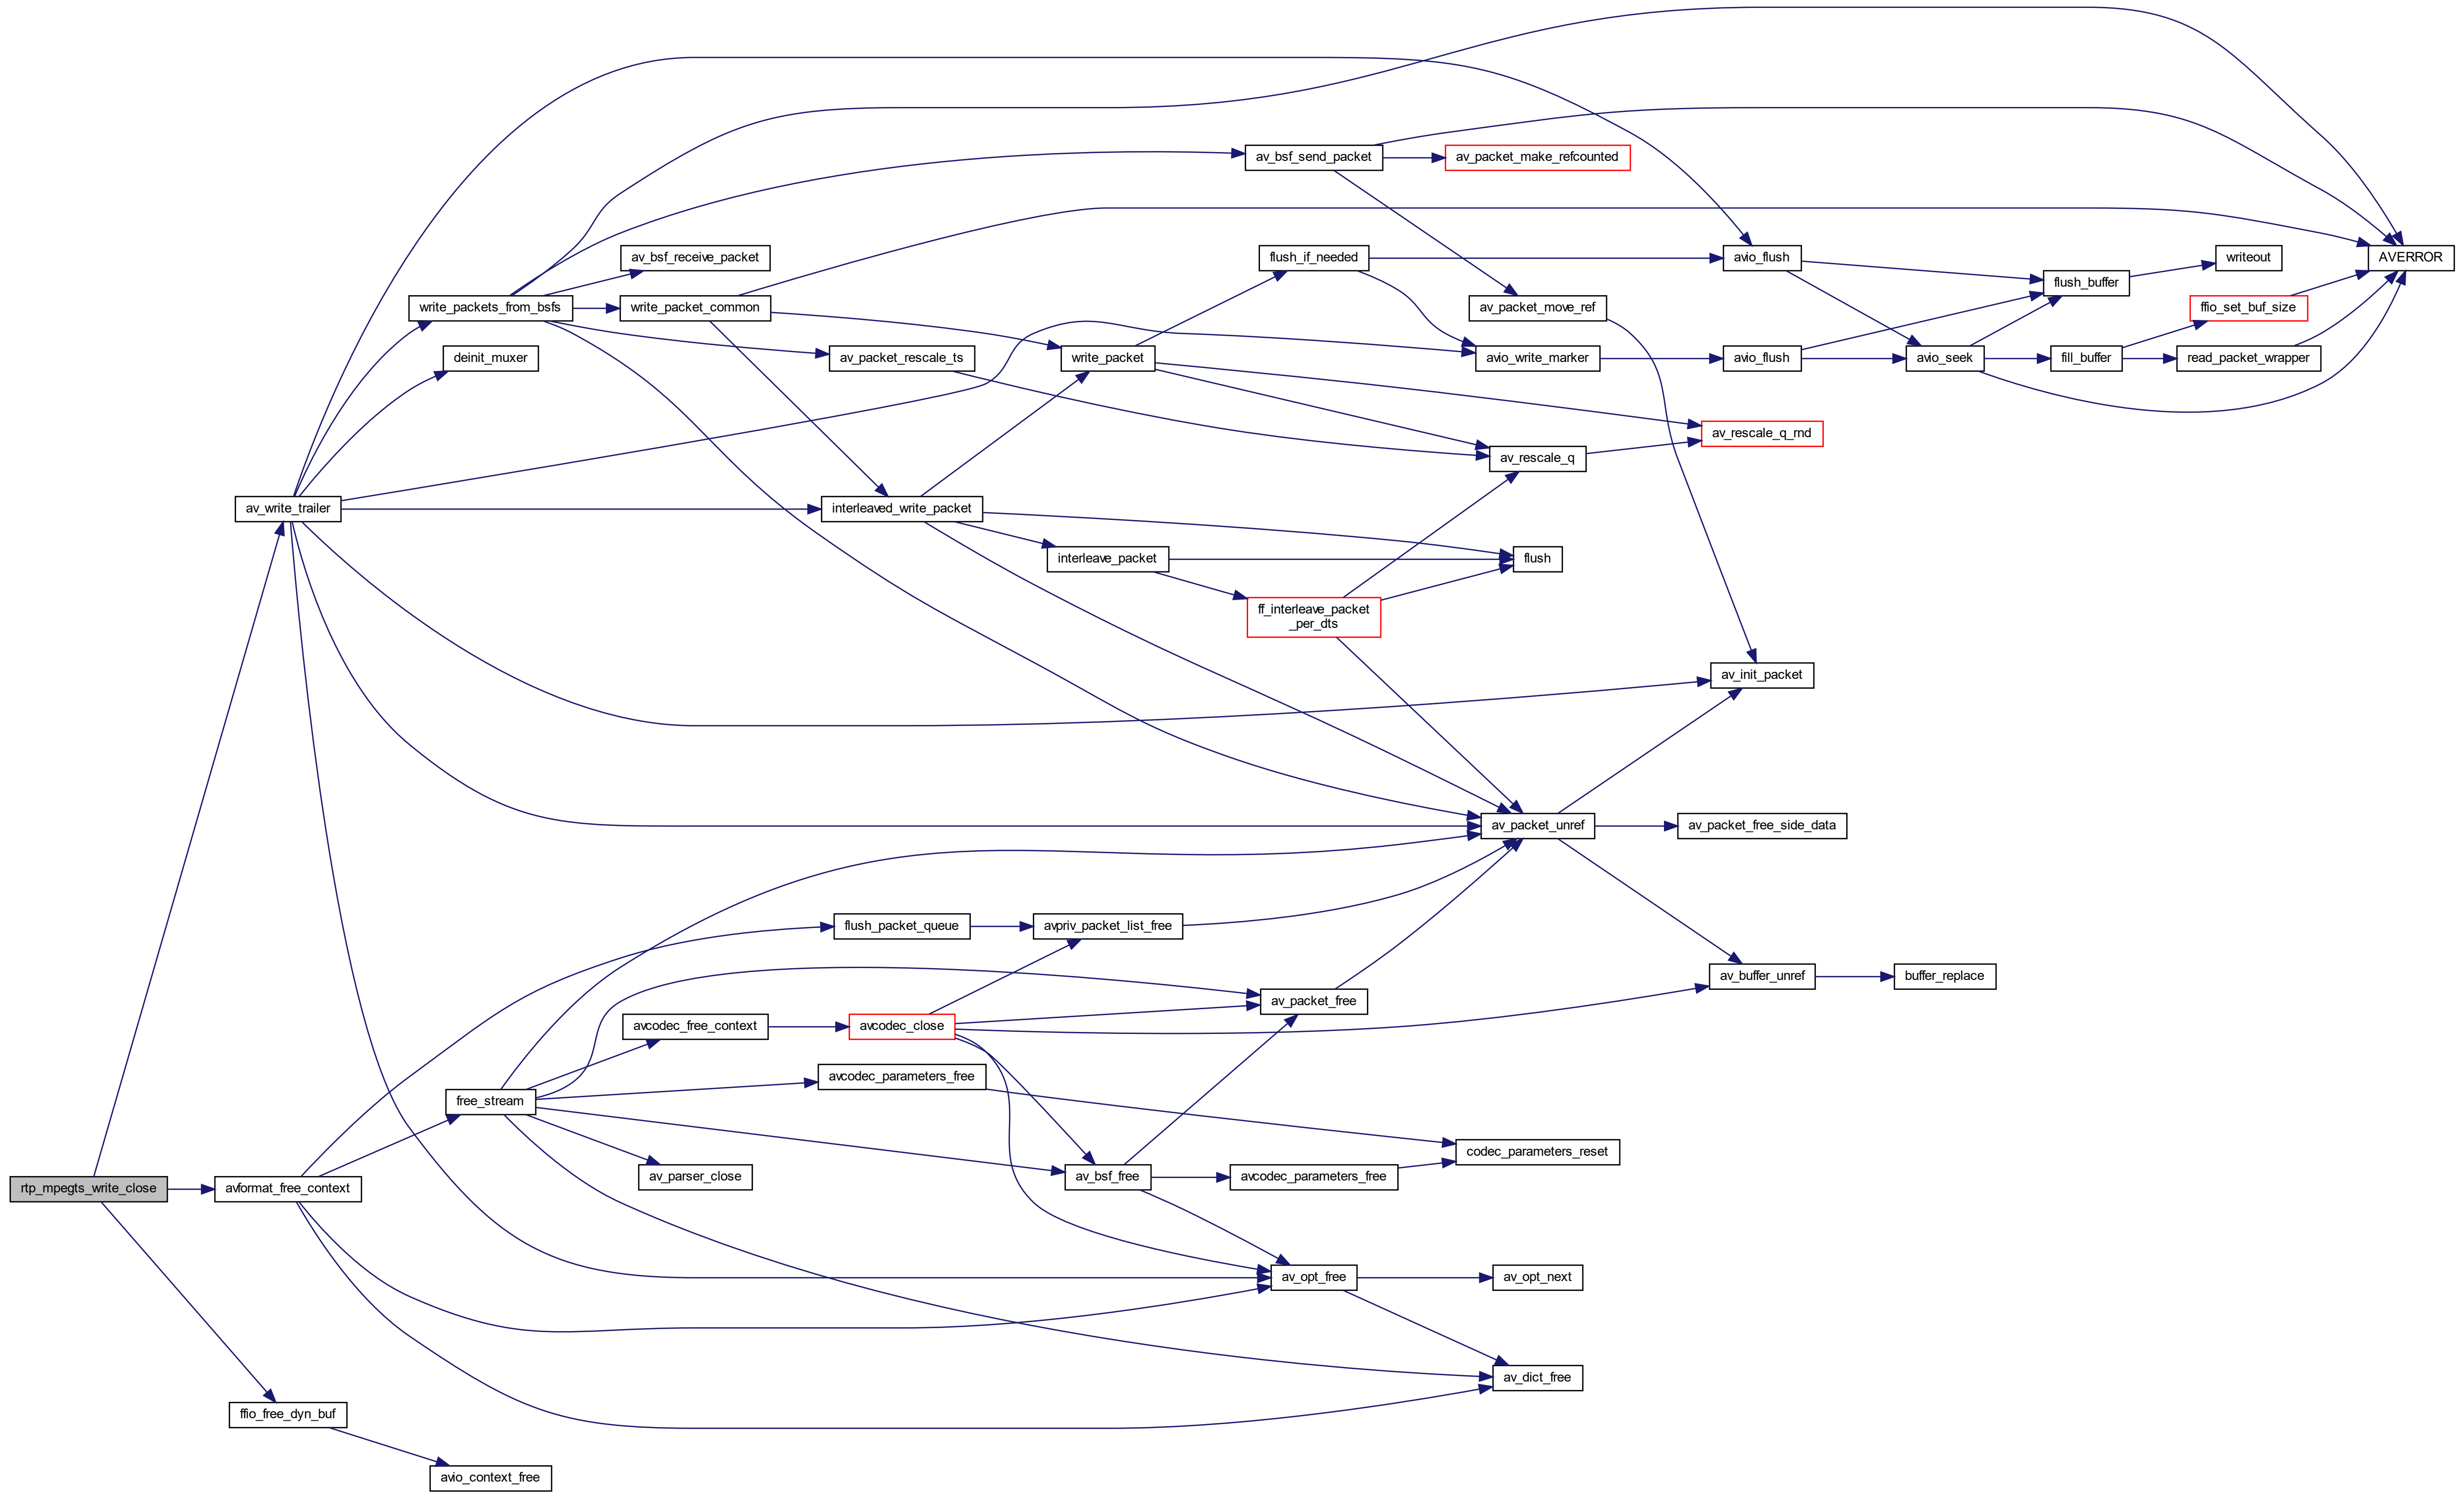 av_bsf_send_packet
av_packet_make_refcounted
av_bsf_receive_packet
flush_if_needed
avio_flush
writeout
AVERROR
flush_buffer
write_packets_from_bsfs
write_packet_common
av_packet_move_ref
ffio_set_buf_size
deinit_muxer
av_packet_rescale_ts
write_packet
avio_write_marker
avio_flush
avio_seek
fill_buffer
read_packet_wrapper
av_rescale_q_rnd
av_rescale_q
av_write_trailer
interleaved_write_packet
interleave_packet
flush
ff_interleave_packet
_per_dts
av_init_packet
av_packet_unref
av_packet_free_side_data
flush_packet_queue
avpriv_packet_list_free
av_buffer_unref
buffer_replace
av_packet_free
avcodec_free_context
avcodec_close
avcodec_parameters_free
free_stream
codec_parameters_reset
av_parser_close
av_bsf_free
avcodec_parameters_free
rtp_mpegts_write_close
avformat_free_context
av_opt_free
av_opt_next
av_dict_free
ffio_free_dyn_buf
avio_context_free